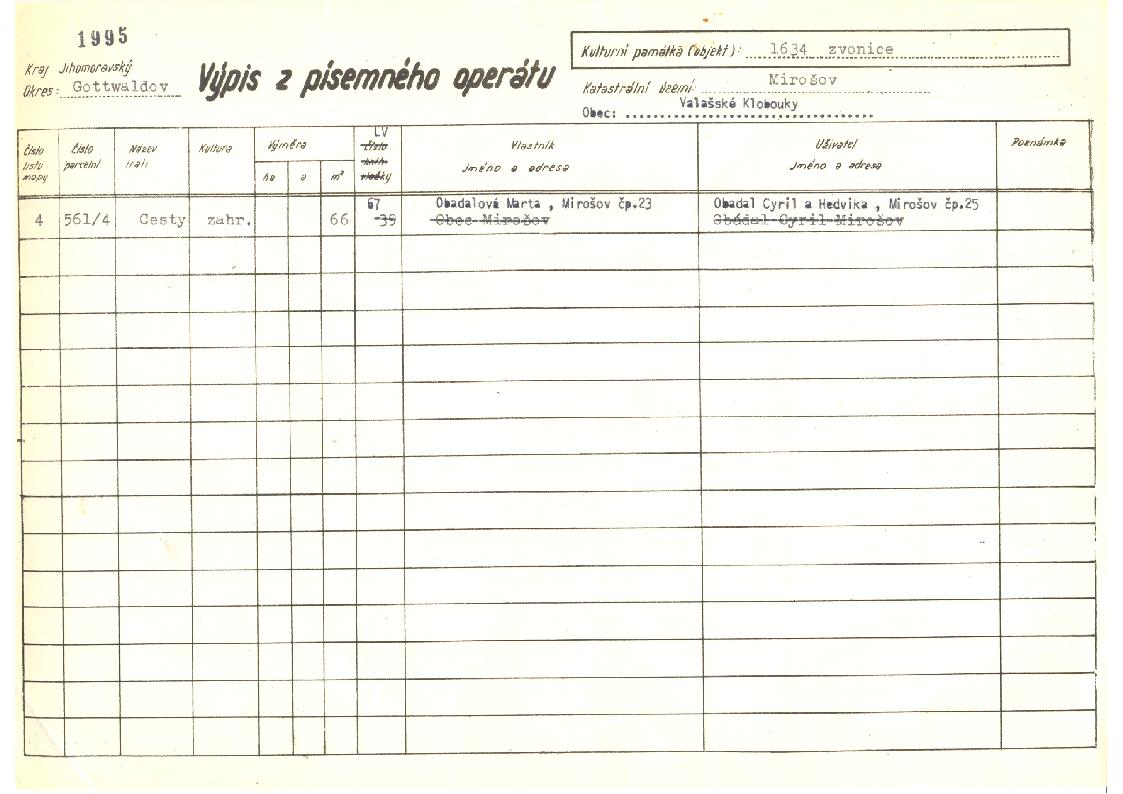 1995
Kraj Jihomoravský
Okres: Gottwaldov
Výpis z písemného operátu
Kulturní památka (objekt): 1634 zvonice
Katastrální území: Mirošov
Obec: Valašské Klobouky
Číslo listu mapy
Číslo parcelní
Název trati
Kultura
Výměra
ha a m²
LV
Číslo knih. vložky
Vlastník
Jméno a adresa
Uživatel
Jméno a adresa
Poznámka
67 Obadalová Marta , Mirošov čp.23 Obadal Cyril a Hedvika , Mirošov čp.25
4 561/4 Cesty zahr. 66 39 Obec Mirošov Obádal Cyril Mirošov